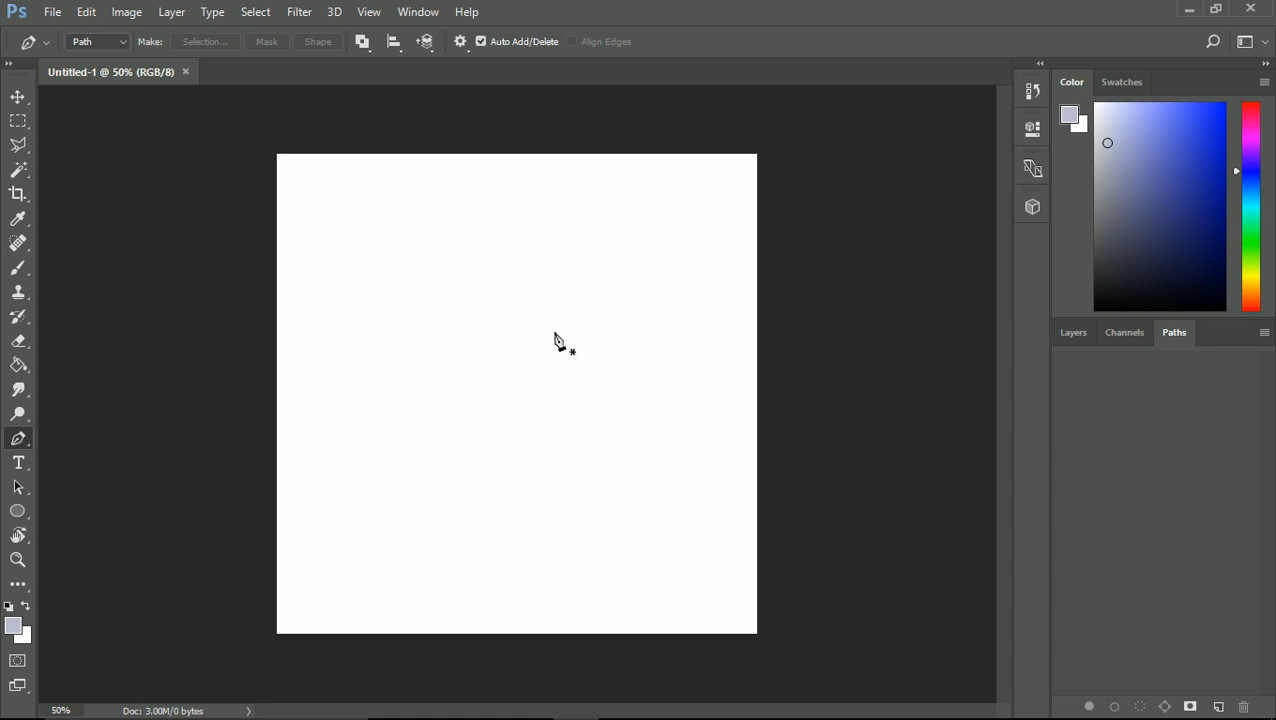 Ps File Edit Image Layer Type Select Filter 3D View Window Help
Path Make: Selection... Mask Shape Auto Add/Delete Align Edges
Untitled-1 @ 50% (RGB/8)
Color Swatches
Layers Channels Paths
50% Doc: 3.00M/0 bytes